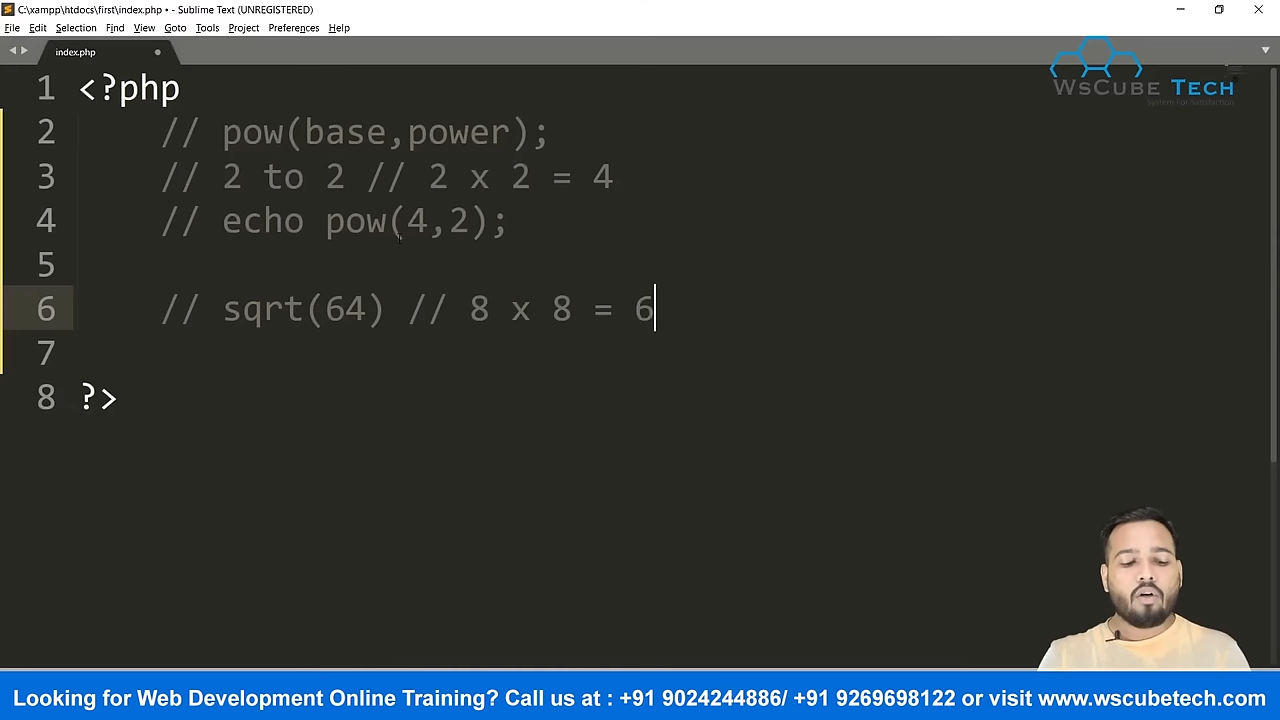 C:\xampp\htdocs\first\index.php • - Sublime Text (UNREGISTERED)
File Edit Selection Find View Goto Tools Project Preferences Help
index.php
WsCube Tech
System For Satisfaction
1 <?php
2 // pow(base,power);
3 // 2 to 2 // 2 x 2 = 4
4 // echo pow(4,2);
5
6 // sqrt(64) // 8 x 8 = 6
7
8 ?>
Looking for Web Development Online Training? Call us at : +91 9024244886/ +91 9269698122 or visit www.wscubetech.com